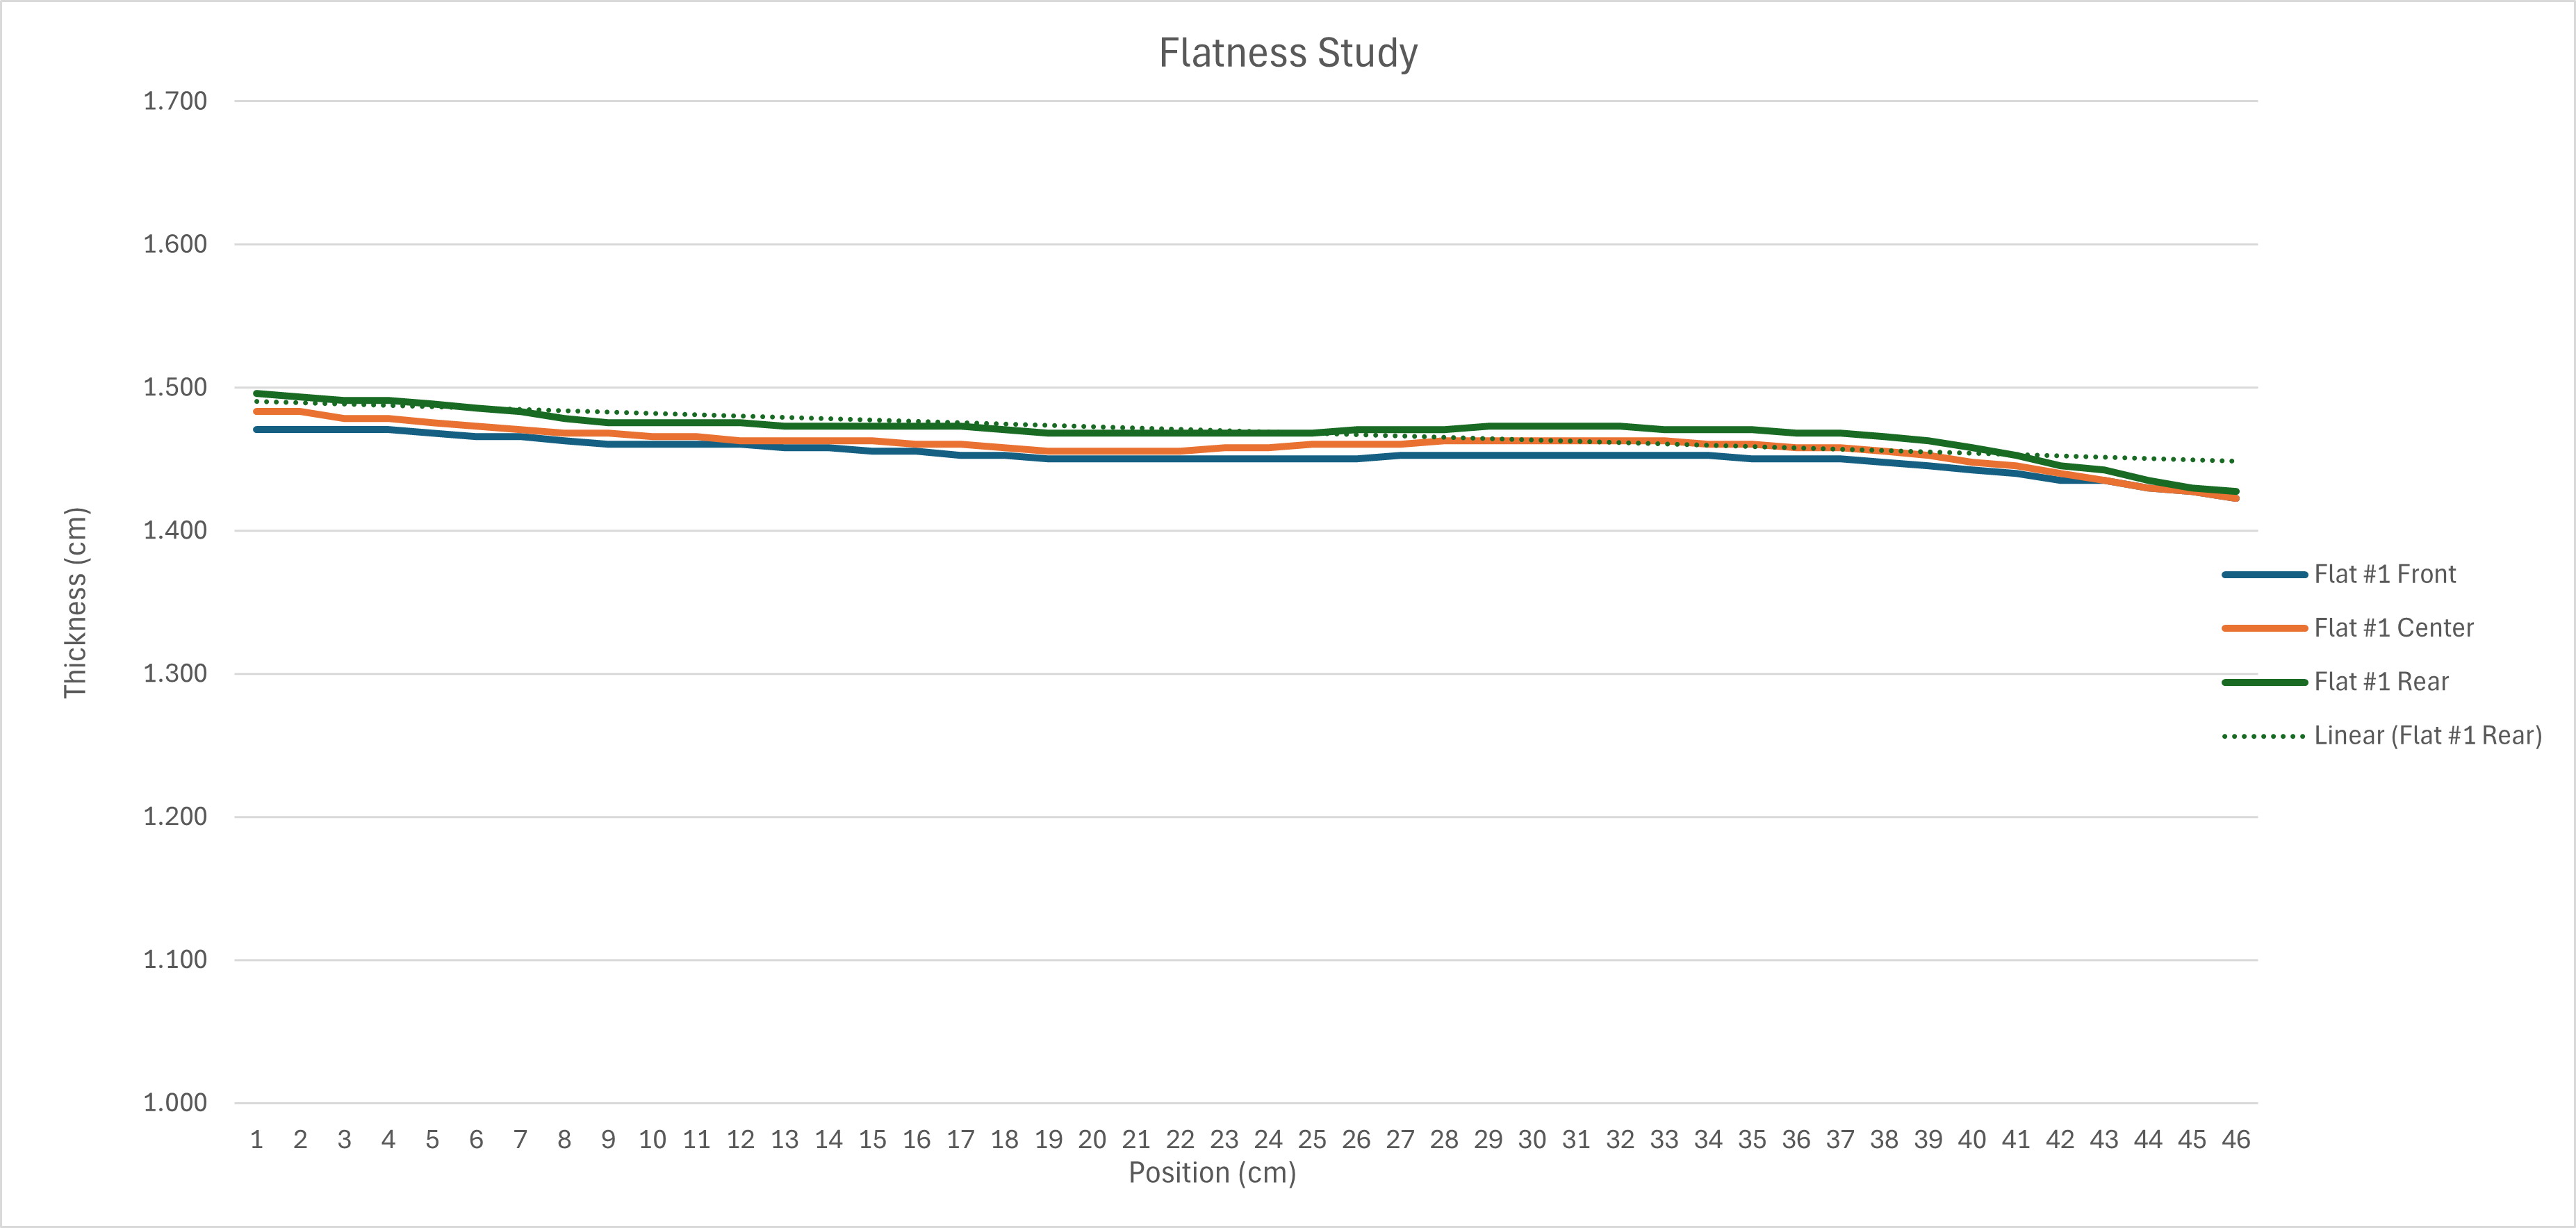 Flatness Study
1.700
1.600
1.500
1.400
1.300
1.200
1.100
1.000
Thickness (cm)
1 2 3 4 5 6 7 8 9 10 11 12 13 14 15 16 17 18 19 20 21 22 23 24 25 26 27 28 29 30 31 32 33 34 35 36 37 38 39 40 41 42 43 44 45 46
Position (cm)
Flat #1 Front
Flat #1 Center
Flat #1 Rear
Linear (Flat #1 Rear)